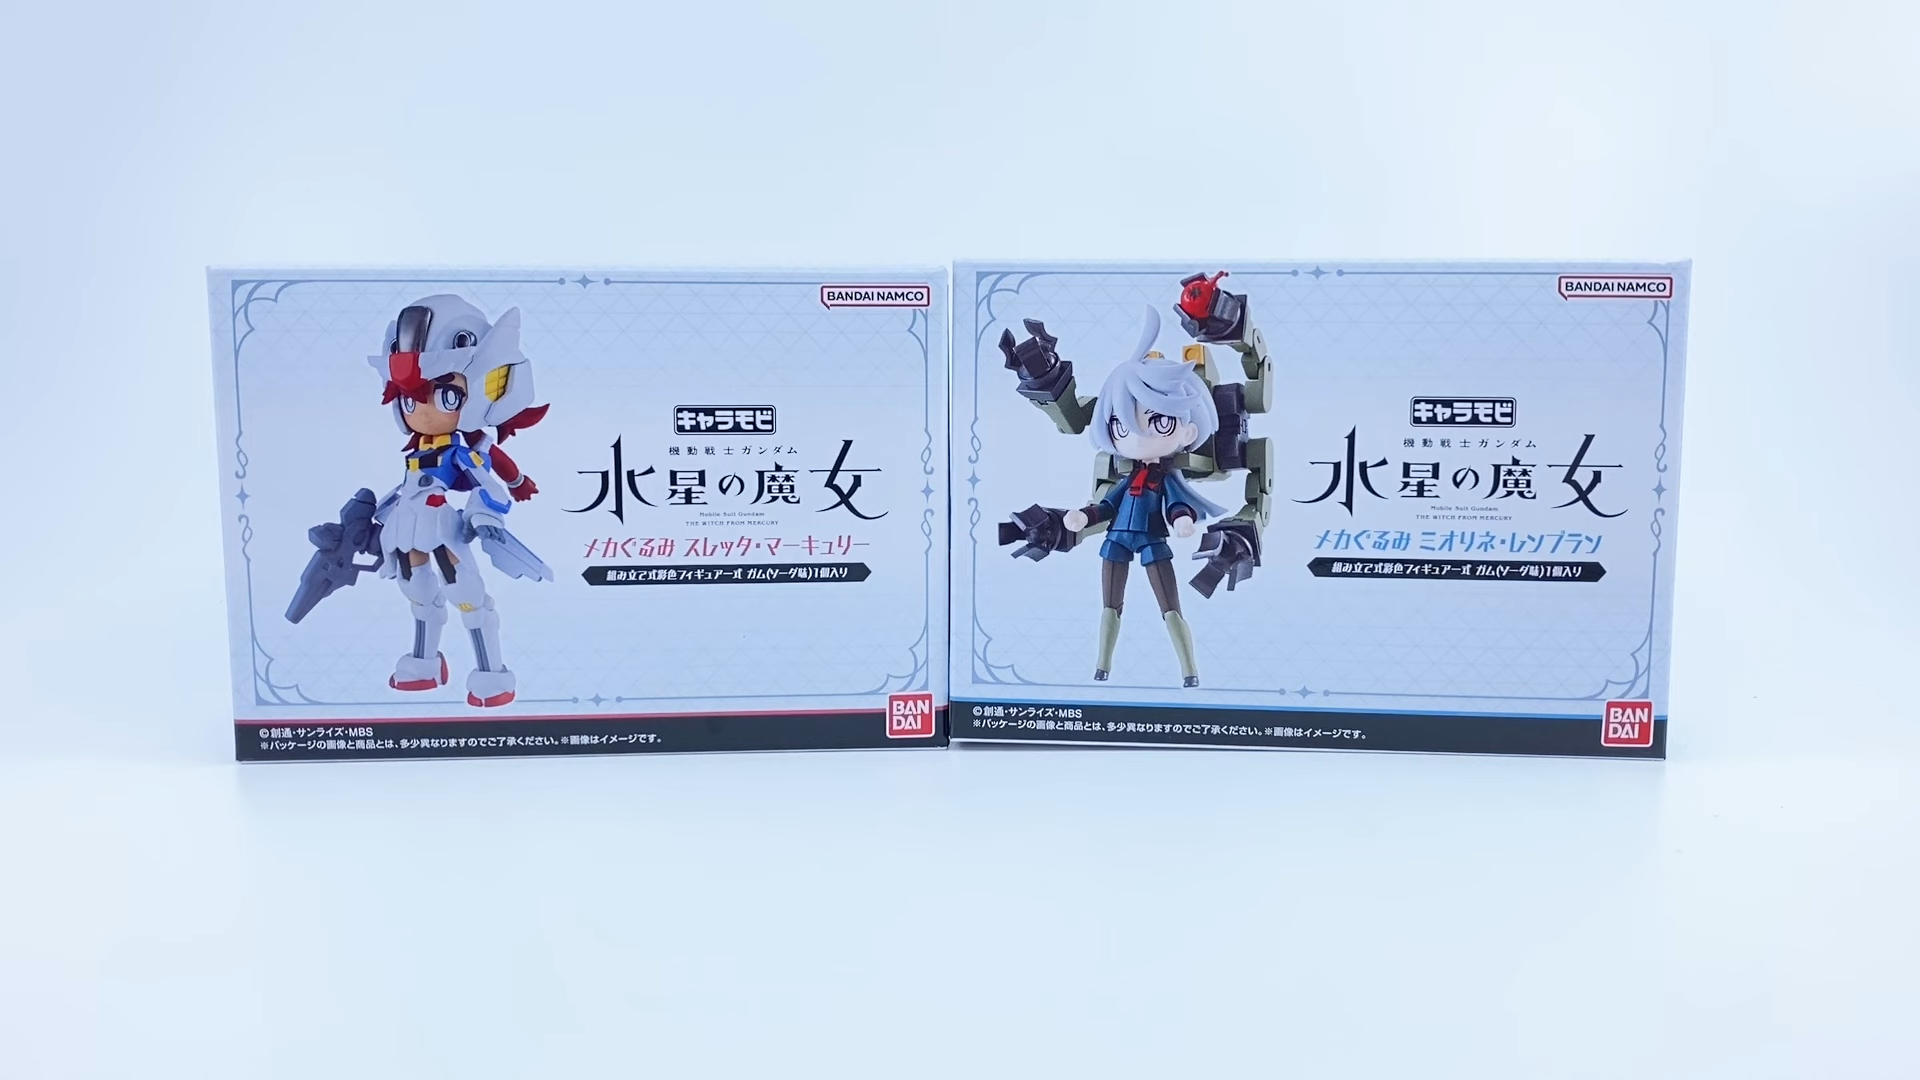 BANDAI NAMCO
キャラモビ
機動戦士ガンダム
水星の魔女
Mobile Suit Gundam
THE WITCH FROM MERCURY
メカぐるみ スレッタ・マーキュリー
組み立て式彩色フィギュア一式 ガム(ソーダ味)1個入り
BAN
DAI
©創通・サンライズ・MBS
※パッケージの画像と商品とは、多少異なりますのでご了承ください。※画像はイメージです。
BANDAI NAMCO
キャラモビ
機動戦士ガンダム
水星の魔女
Mobile Suit Gundam
THE WITCH FROM MERCURY
メカぐるみ ミオリネ・レンブラン
組み立て式彩色フィギュア一式 ガム(ソーダ味)1個入り
BAN
DAI
©創通・サンライズ・MBS
※パッケージの画像と商品とは、多少異なりますのでご了承ください。※画像はイメージです。